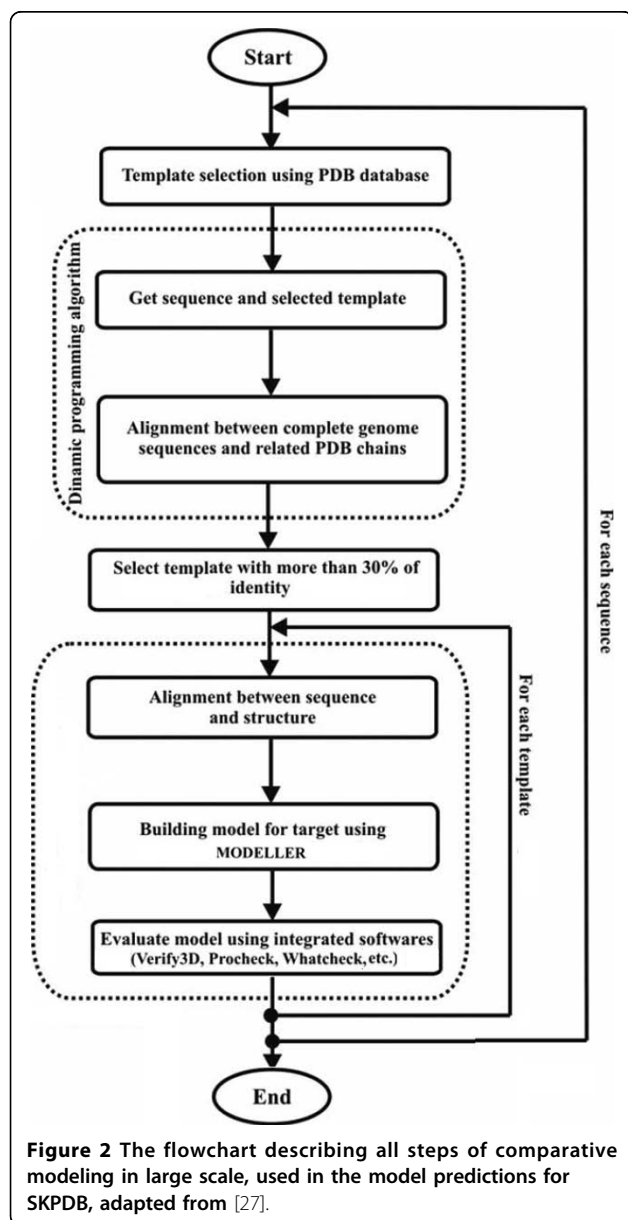 Start
Template selection using PDB database
Dinamic programming algorithm
Get sequence and selected template
Alignment between complete genome
sequences and related PDB chains
Select template with more than 30% of
identity
For each sequence
For each template
Alignment between sequence
and structure
Building model for target using
MODELLER
Evaluate model using integrated softwares
(Verify3D, Procheck, Whatcheck, etc.)
End
Figure 2 The flowchart describing all steps of comparative
modeling in large scale, used in the model predictions for
SKPDB, adapted from [27].